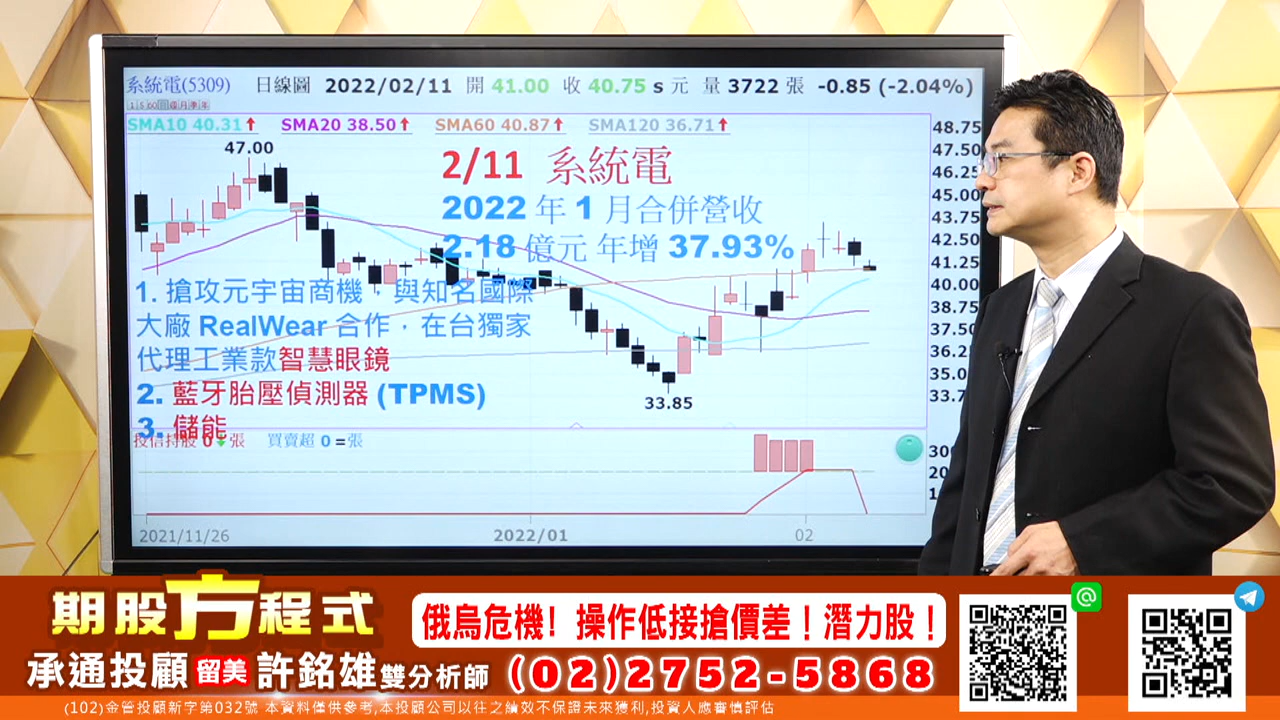 系統電(5309) 日線圖 2022/02/11 開 41.00 收 40.75 s 元 量 3722 張 -0.85 (-2.04%)
SMA10 40.31↑ SMA20 38.50↑ SMA60 40.87↑ SMA120 36.71↑
47.00
2/11 系統電
2022 年 1 月合併營收
2.18 億元 年增 37.93%
1. 搶攻元宇宙商機，與知名國際
大廠 RealWear 合作，在台獨家
代理工業款智慧眼鏡
2. 藍牙胎壓偵測器 (TPMS)
3. 儲能
33.85
投信持股 0 張 買賣超 0 = 張
48.75
47.50
46.25
45.00
43.75
42.50
41.25
40.00
38.75
37.50
2021/11/26 2022/01 02
期股方程式
俄烏危機! 操作低接搶價差！潛力股！
承通投顧 留美 許銘雄 雙分析師 (02)2752-5868
(102)金管投顧新字第032號 本資料僅供參考,本投顧公司以往之績效不保證未來獲利,投資人應審慎評估